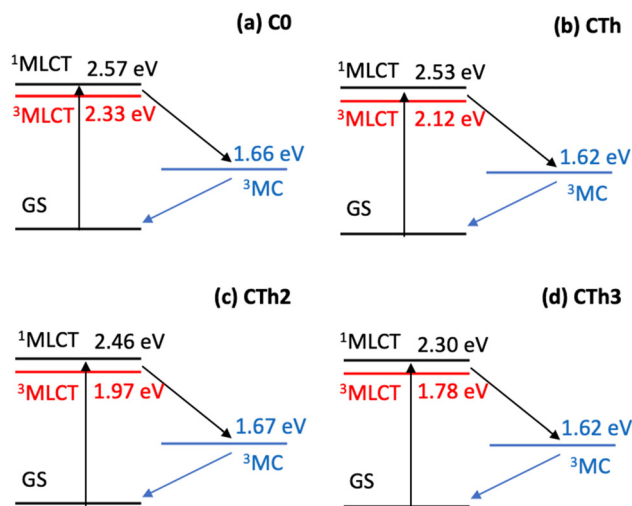 (a) C0
¹MLCT 2.57 eV
³MLCT 2.33 eV
1.66 eV
³MC
GS
(b) CTh
¹MLCT 2.53 eV
³MLCT 2.12 eV
1.62 eV
³MC
GS
(c) CTh2
¹MLCT 2.46 eV
³MLCT 1.97 eV
1.67 eV
³MC
GS
(d) CTh3
¹MLCT 2.30 eV
³MLCT 1.78 eV
1.62 eV
³MC
GS